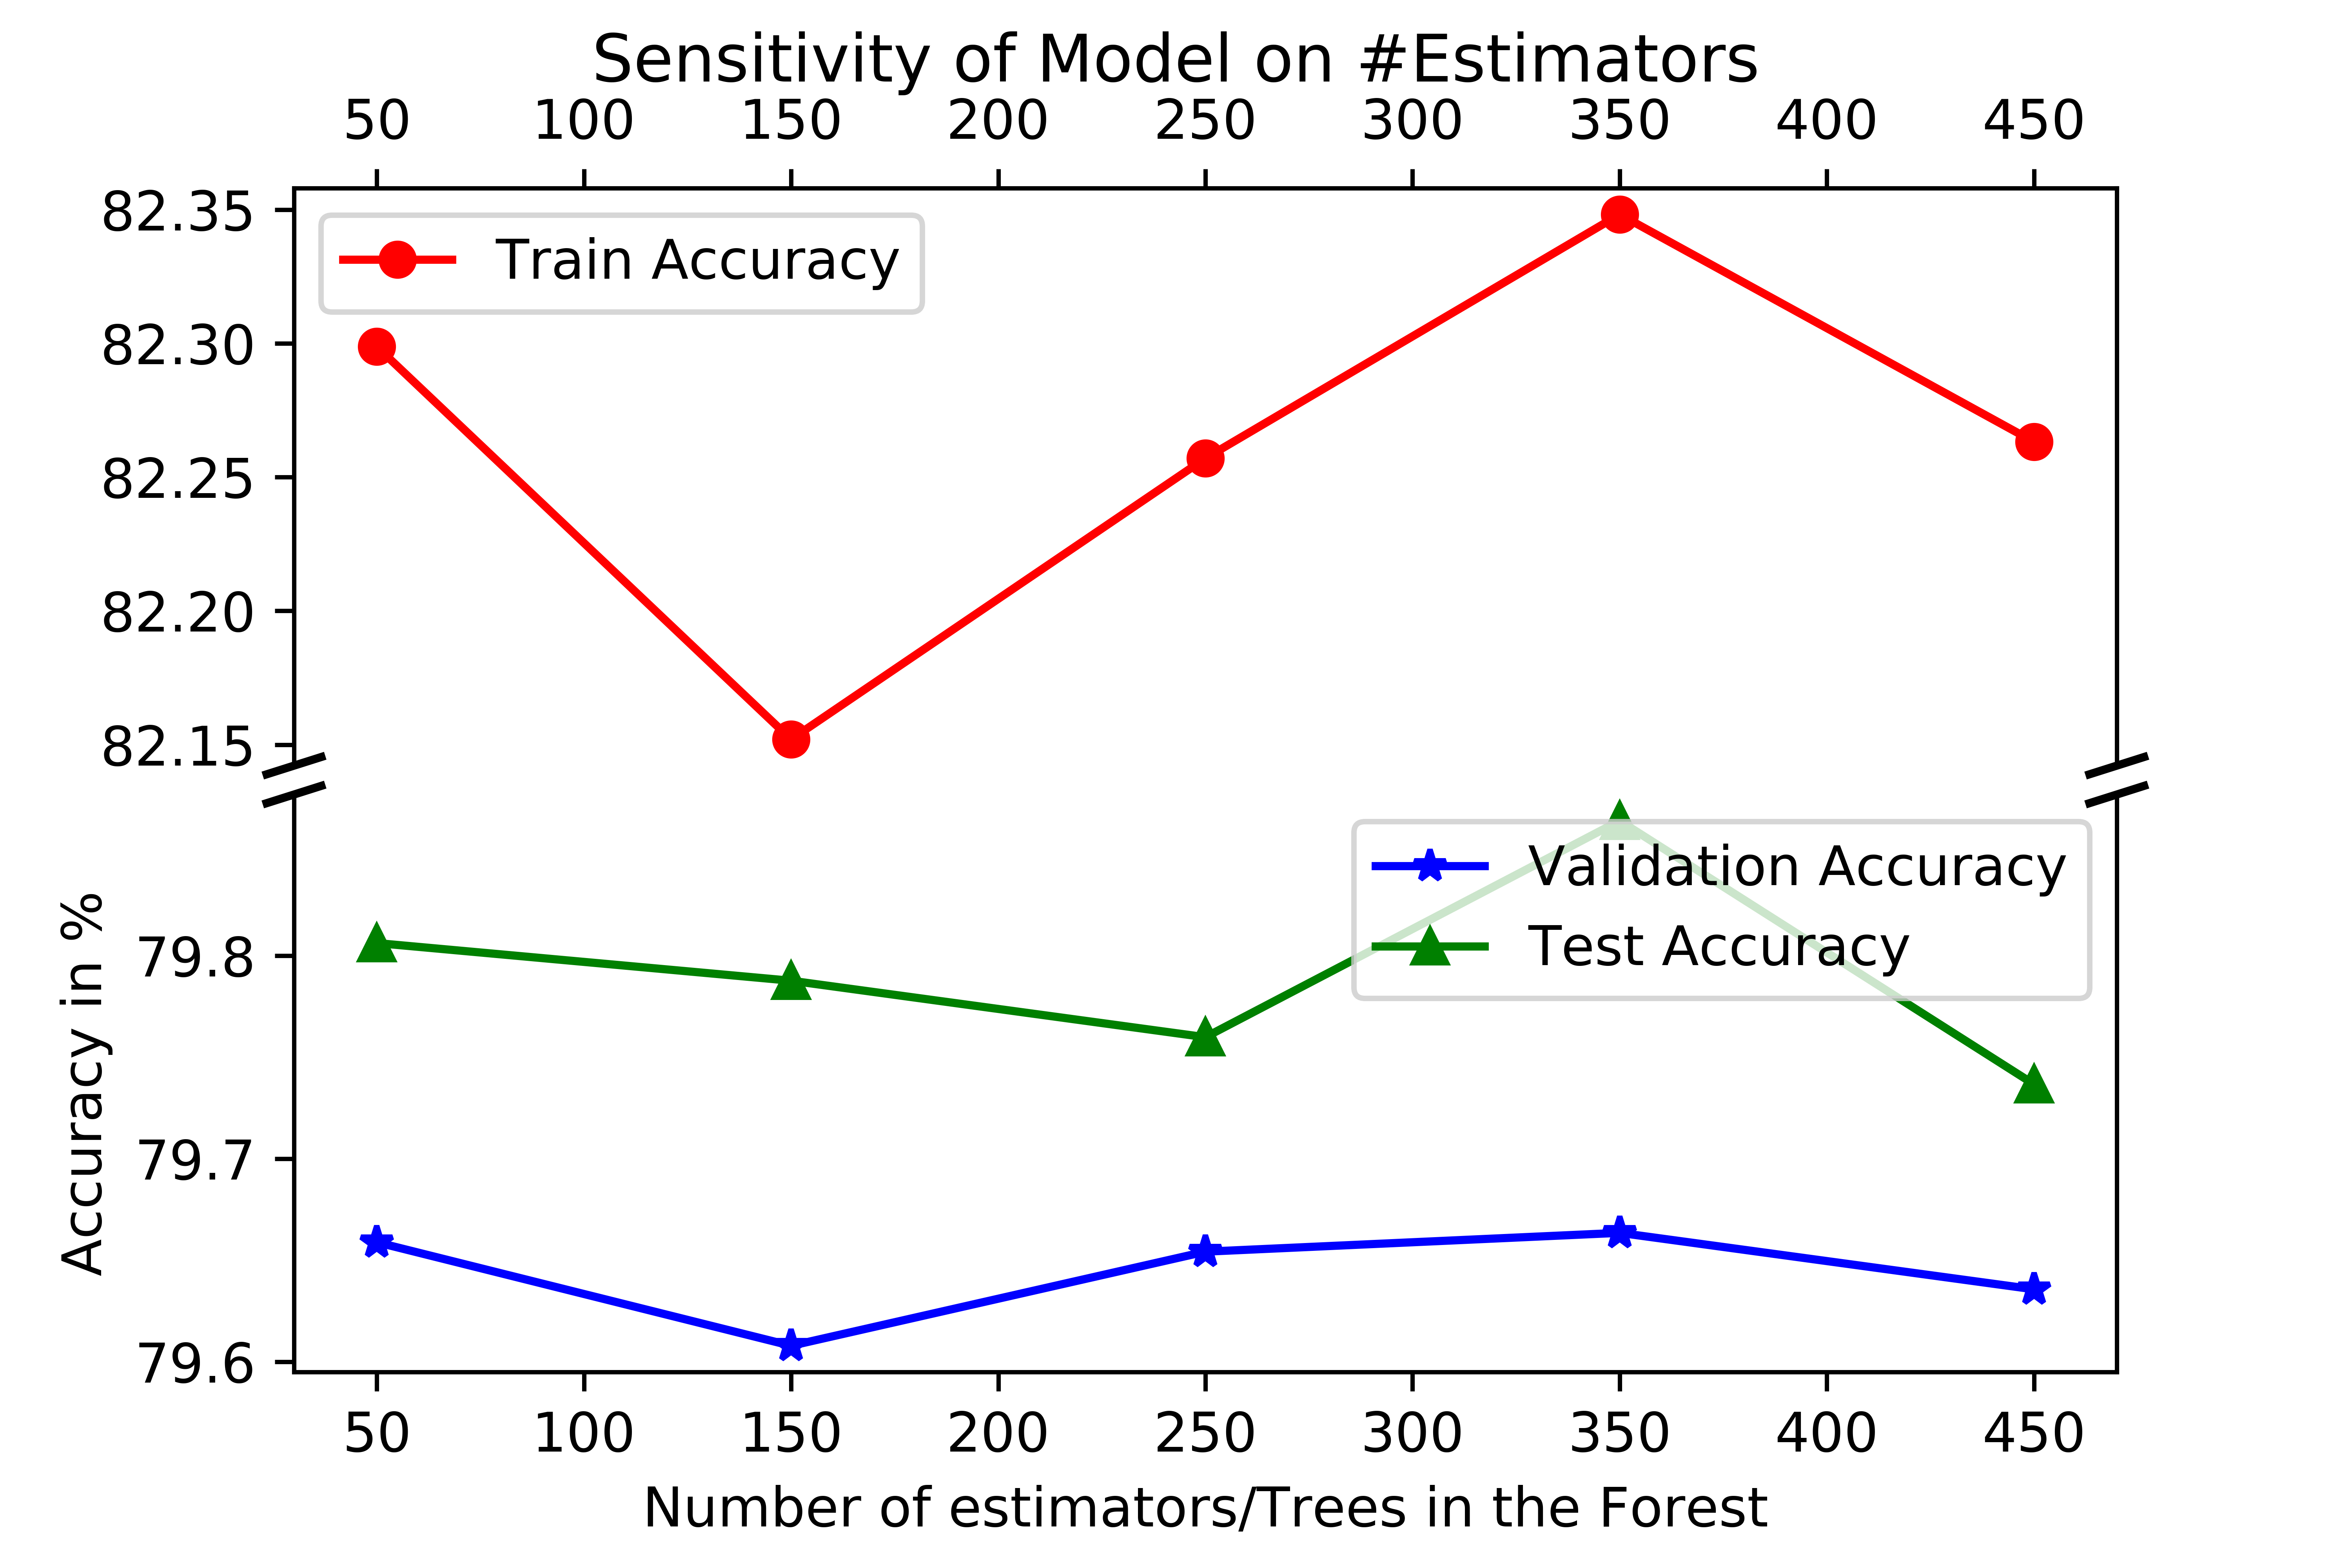 Sensitivity of Model on #Estimators
50 100 150 200 250 300 350 400 450
82.35
Train Accuracy
82.30
82.25
82.20
82.15
Validation Accuracy
Test Accuracy
Accuracy in %
79.8
79.7
79.6
50 100 150 200 250 300 350 400 450
Number of estimators/Trees in the Forest